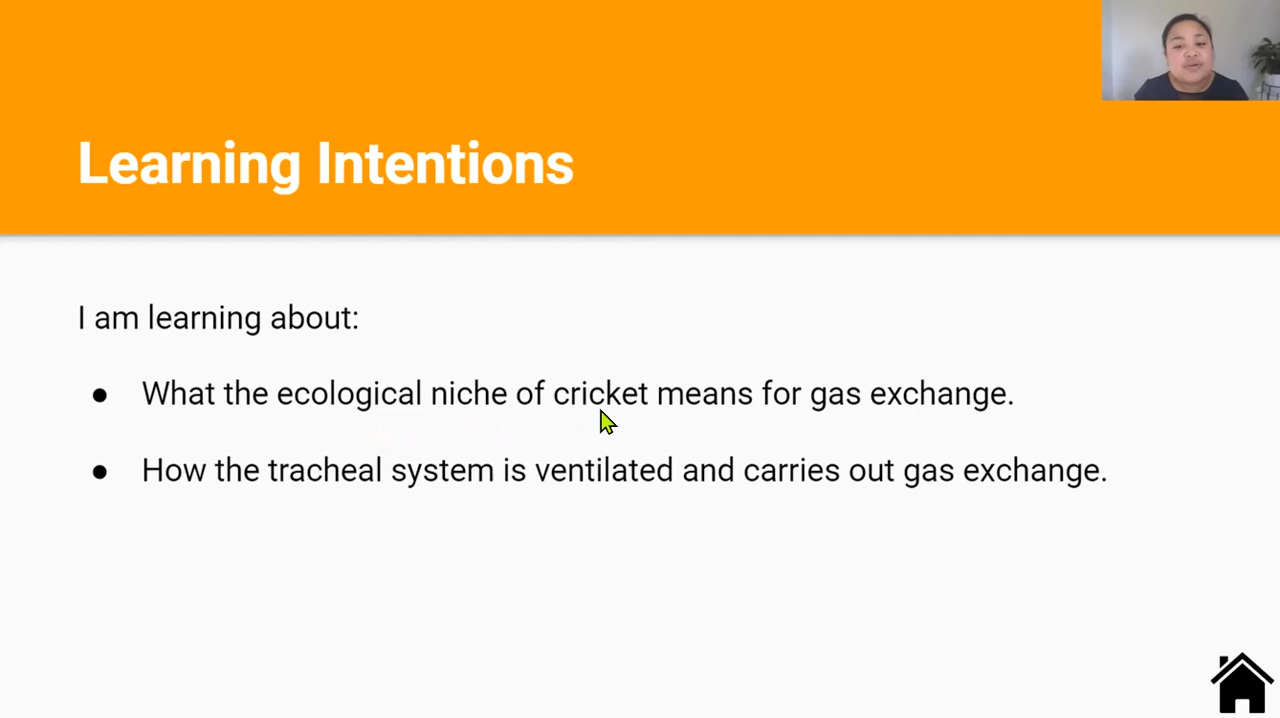 Learning Intentions
I am learning about:
● What the ecological niche of cricket means for gas exchange.
● How the tracheal system is ventilated and carries out gas exchange.